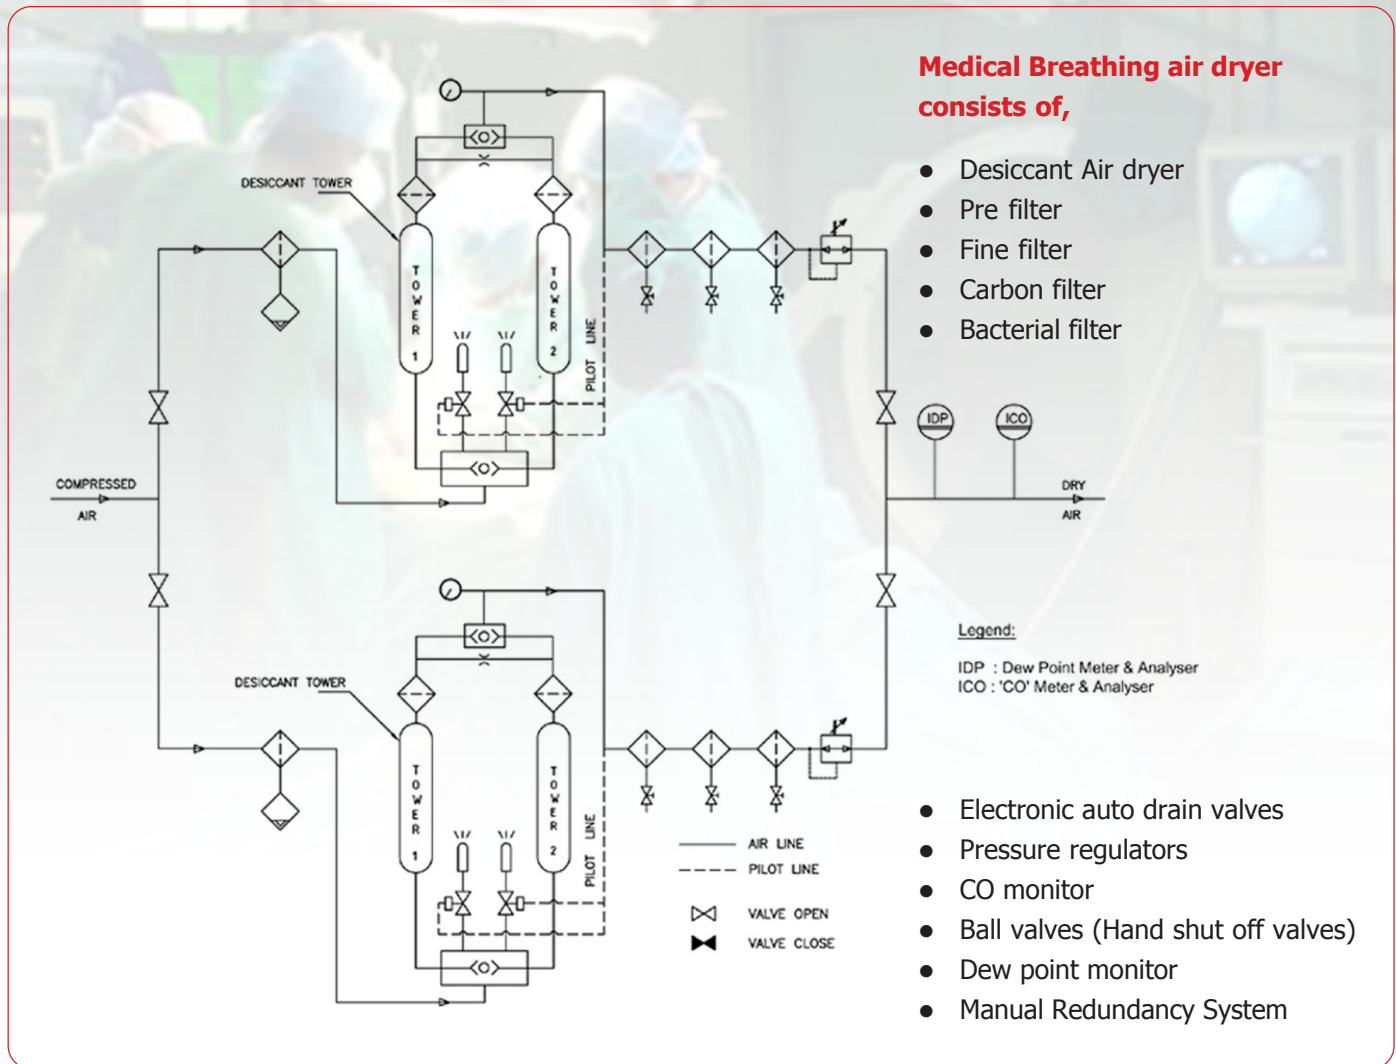 Medical Breathing air dryer
consists of,
● Desiccant Air dryer
● Pre filter
● Fine filter
● Carbon filter
● Bacterial filter
DESICCANT TOWER
TOWER 1
TOWER 2
PILOT LINE
COMPRESSED
AIR
IDP
ICO
DRY
AIR
Legend:
IDP : Dew Point Meter & Analyser
ICO : 'CO' Meter & Analyser
DESICCANT TOWER
TOWER 1
TOWER 2
PILOT LINE
AIR LINE
PILOT LINE
VALVE OPEN
VALVE CLOSE
● Electronic auto drain valves
● Pressure regulators
● CO monitor
● Ball valves (Hand shut off valves)
● Dew point monitor
● Manual Redundancy System